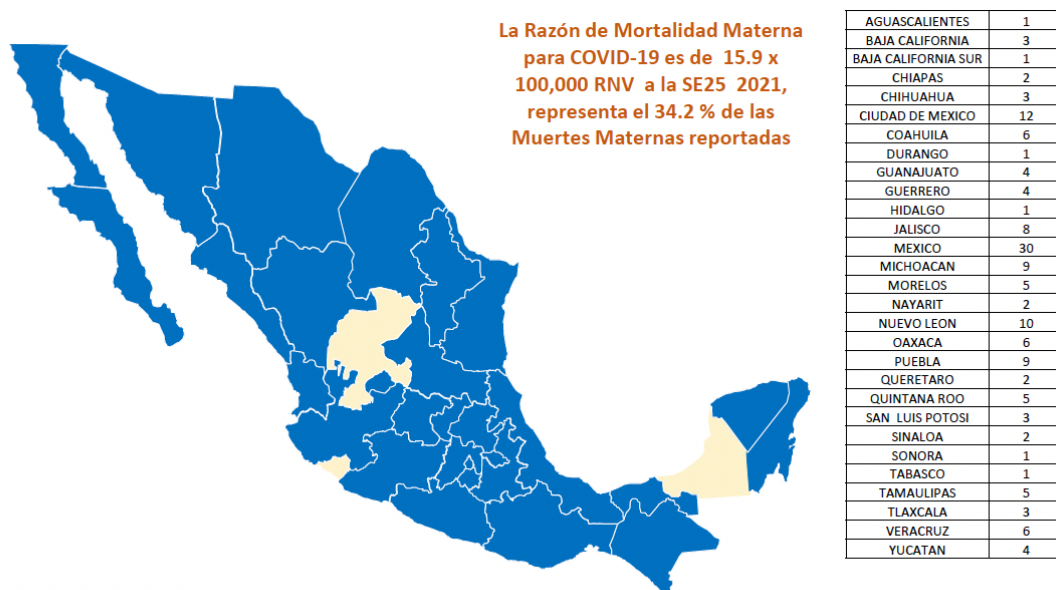 La Razón de Mortalidad Materna
para COVID-19 es de 15.9 x
100,000 RNV a la SE25 2021,
representa el 34.2 % de las
Muertes Maternas reportadas
AGUASCALIENTES 1
BAJA CALIFORNIA 3
BAJA CALIFORNIA SUR 1
CHIAPAS 2
CHIHUAHUA 3
CIUDAD DE MEXICO 12
COAHUILA 6
DURANGO 1
GUANAJUATO 4
GUERRERO 4
HIDALGO 1
JALISCO 8
MEXICO 30
MICHOACAN 9
MORELOS 5
NAYARIT 2
NUEVO LEON 10
OAXACA 6
PUEBLA 9
QUERETARO 2
QUINTANA ROO 5
SAN LUIS POTOSI 3
SINALOA 2
SONORA 1
TABASCO 1
TAMAULIPAS 5
TLAXCALA 3
VERACRUZ 6
YUCATAN 4